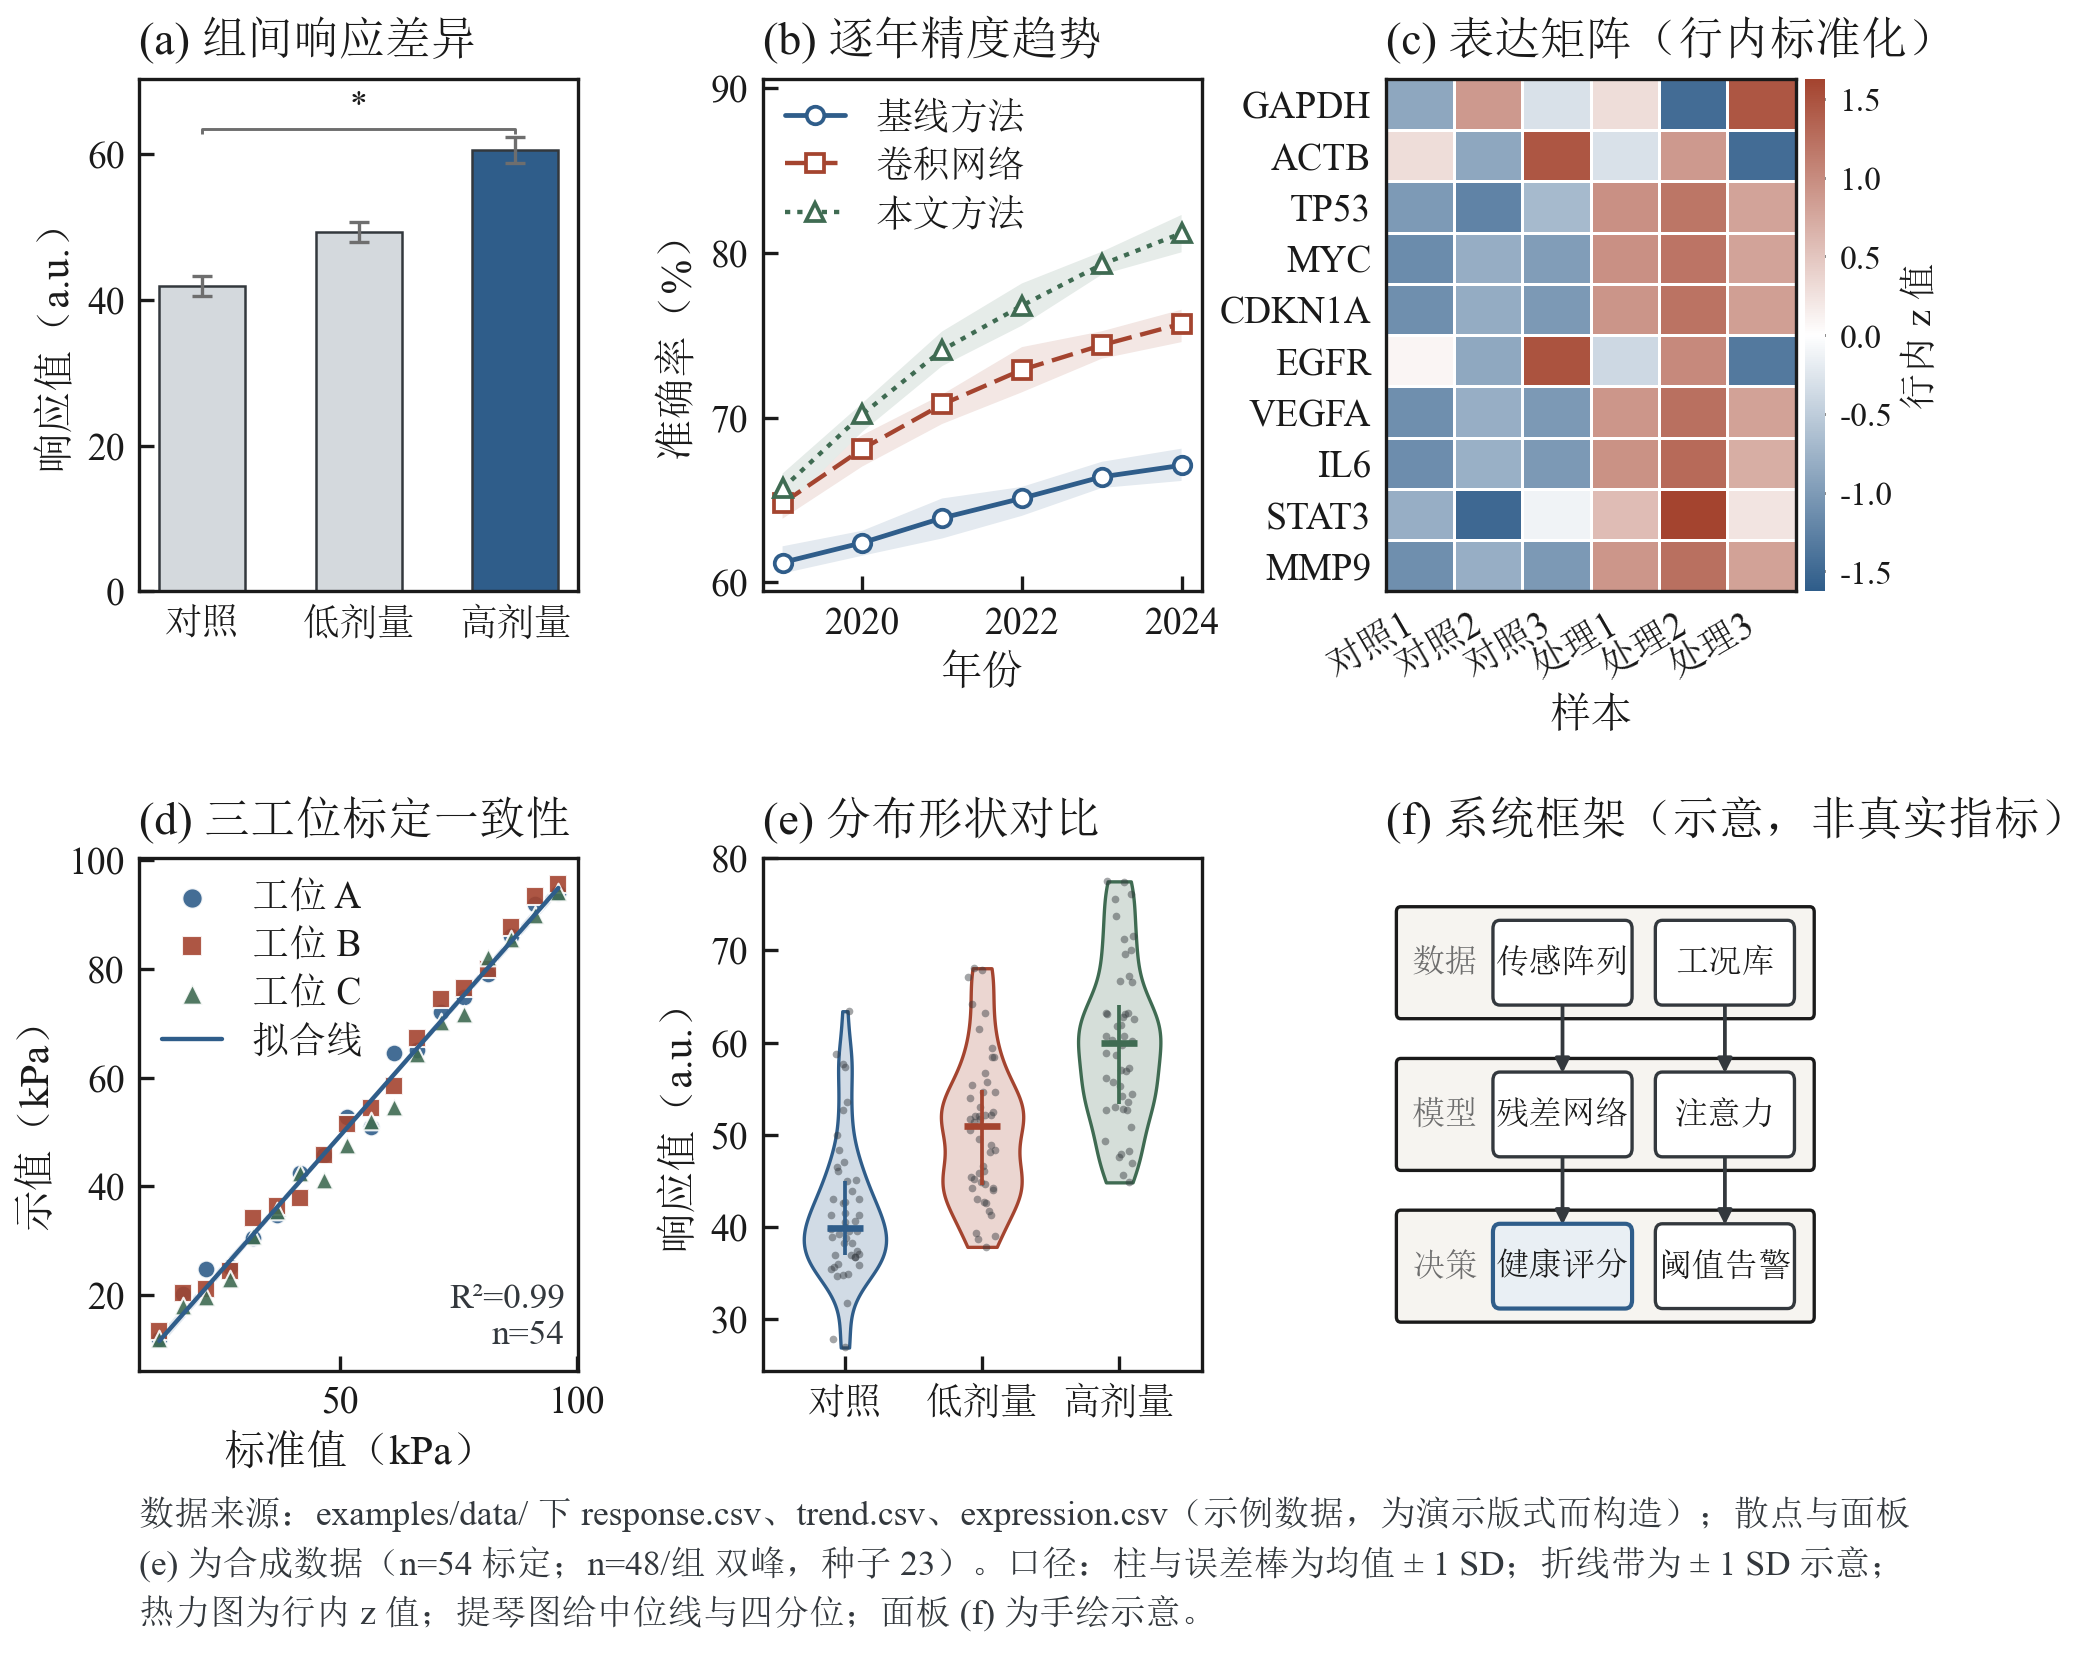 (a) 组间响应差异
*
60
40
20
0
响应值（a.u.）
对照
低剂量
高剂量
(b) 逐年精度趋势
90
80
70
60
准确率（%）
基线方法
卷积网络
本文方法
2020
2022
2024
年份
(c) 表达矩阵（行内标准化）
GAPDH
ACTB
TP53
MYC
CDKN1A
EGFR
VEGFA
IL6
STAT3
MMP9
对照1
对照2
对照3
处理1
处理2
处理3
样本
1.5
1.0
0.5
0.0
-0.5
-1.0
-1.5
行内 z 值
(d) 三工位标定一致性
100
80
60
40
20
示值（kPa）
工位 A
工位 B
工位 C
拟合线
R²=0.99
n=54
50
100
标准值（kPa）
(e) 分布形状对比
80
70
60
50
40
30
响应值（a.u.）
对照
低剂量
高剂量
(f) 系统框架（示意，非真实指标）
数据
传感阵列
工况库
模型
残差网络
注意力
决策
健康评分
阈值告警
数据来源：examples/data/ 下 response.csv、trend.csv、expression.csv（示例数据，为演示版式而构造）；散点与面板
(e) 为合成数据（n=54 标定；n=48/组 双峰，种子 23）。口径：柱与误差棒为均值 ± 1 SD；折线带为 ± 1 SD 示意；
热力图为行内 z 值；提琴图给中位线与四分位；面板 (f) 为手绘示意。